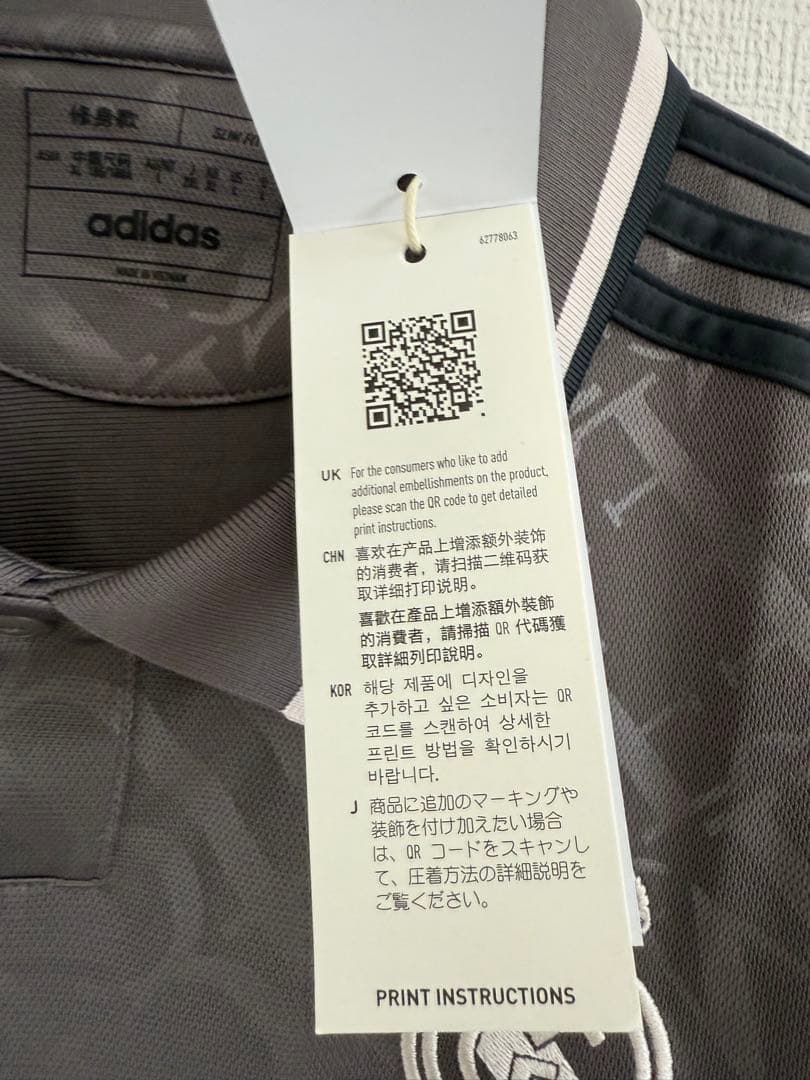 修身款
SLIM FIT
adidas
MADE IN VIETNAM
62778063
UK For the consumers who like to add
additional embellishments on the product,
please scan the QR code to get detailed
print instructions.
CHN 喜欢在产品上增添额外装饰
的消费者，请扫描二维码获
取详细打印说明。
喜歡在產品上增添額外裝飾
的消費者，請掃描 QR 代碼獲
取詳細列印說明。
KOR 해당 제품에 디자인을
추가하고 싶은 소비자는 QR
코드를 스캔하여 상세한
프린트 방법을 확인하시기
바랍니다.
J 商品に追加のマーキングや
装飾を付け加えたい場合
は、QR コードをスキャンし
て、圧着方法の詳細説明を
ご覧ください。
PRINT INSTRUCTIONS